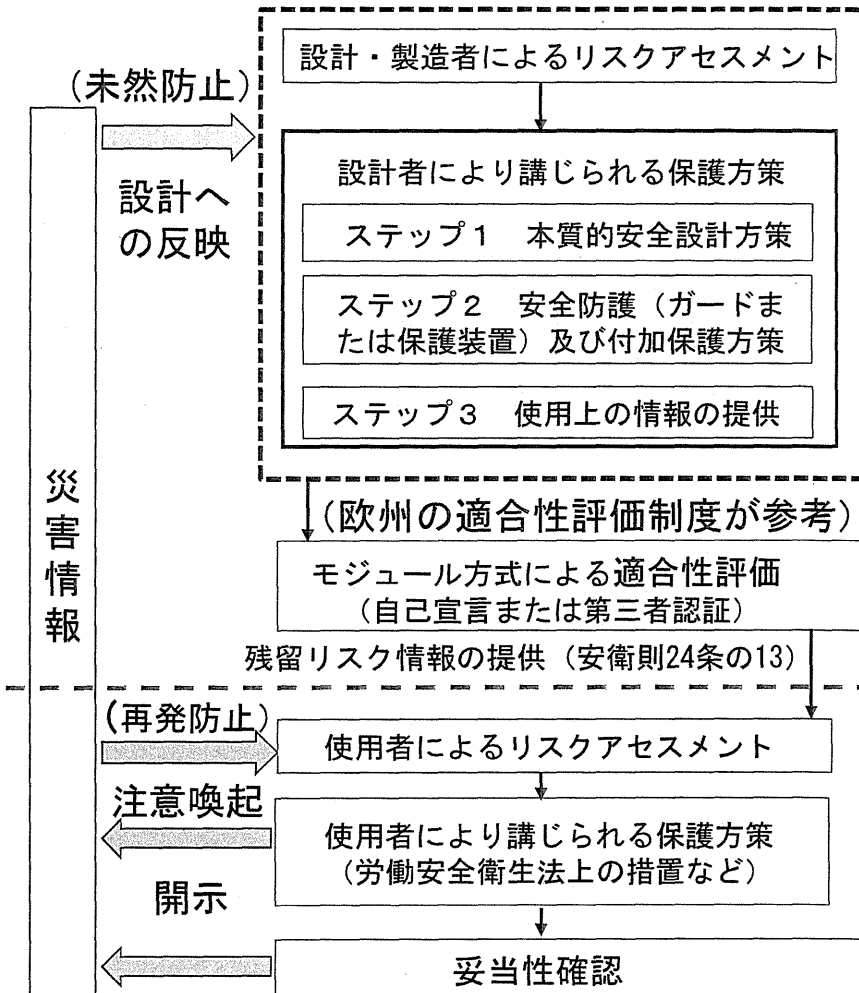 設計・製造者によるリスクアセスメント
(未然防止)
設計へ
の反映
設計者により講じられる保護方策
ステップ1 本質的安全設計方策
ステップ2 安全防護（ガードま
たは保護装置）及び付加保護方策
ステップ3 使用上の情報の提供
災害情報
（欧州の適合性評価制度が参考）
モジュール方式による適合性評価
（自己宣言または第三者認証）
残留リスク情報の提供（安衛則24条の13）
(再発防止)
使用者によるリスクアセスメント
注意喚起
使用者により講じられる保護方策
（労働安全衛生法上の措置など）
開示
妥当性確認